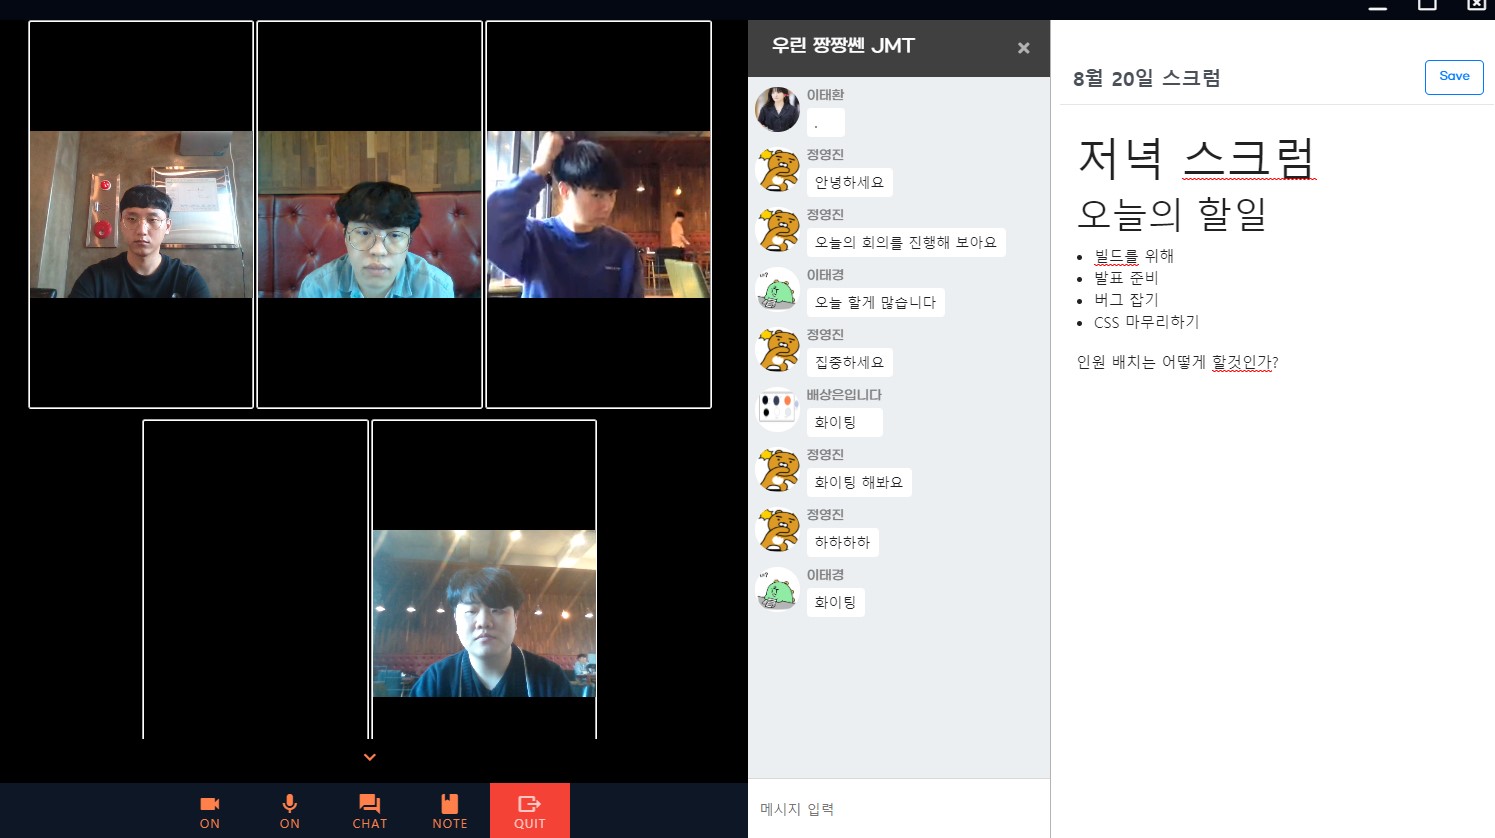 우린 짱짱쎈 JMT
이태환
.
정영진
안녕하세요
정영진
오늘의 회의를 진행해 보아요
이태경
오늘 할게 많습니다
정영진
집중하세요
배상은입니다
화이팅
정영진
화이팅 해봐요
정영진
하하하하
이태경
화이팅
메시지 입력
8월 20일 스크럼
Save
저녁 스크럼
오늘의 할일
빌드를 위해
발표 준비
버그 잡기
CSS 마무리하기
인원 배치는 어떻게 할것인가?
ON
ON
CHAT
NOTE
QUIT